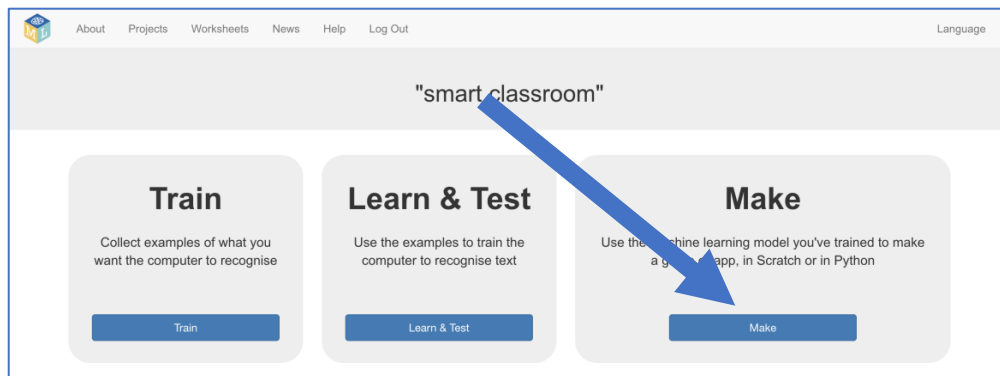 About Projects Worksheets News Help Log Out Language
"smart classroom"
Train
Collect examples of what you
want the computer to recognise
Train
Learn & Test
Use the examples to train the
computer to recognise text
Learn & Test
Make
Use the machine learning model you've trained to make
a app, in Scratch or in Python
Make